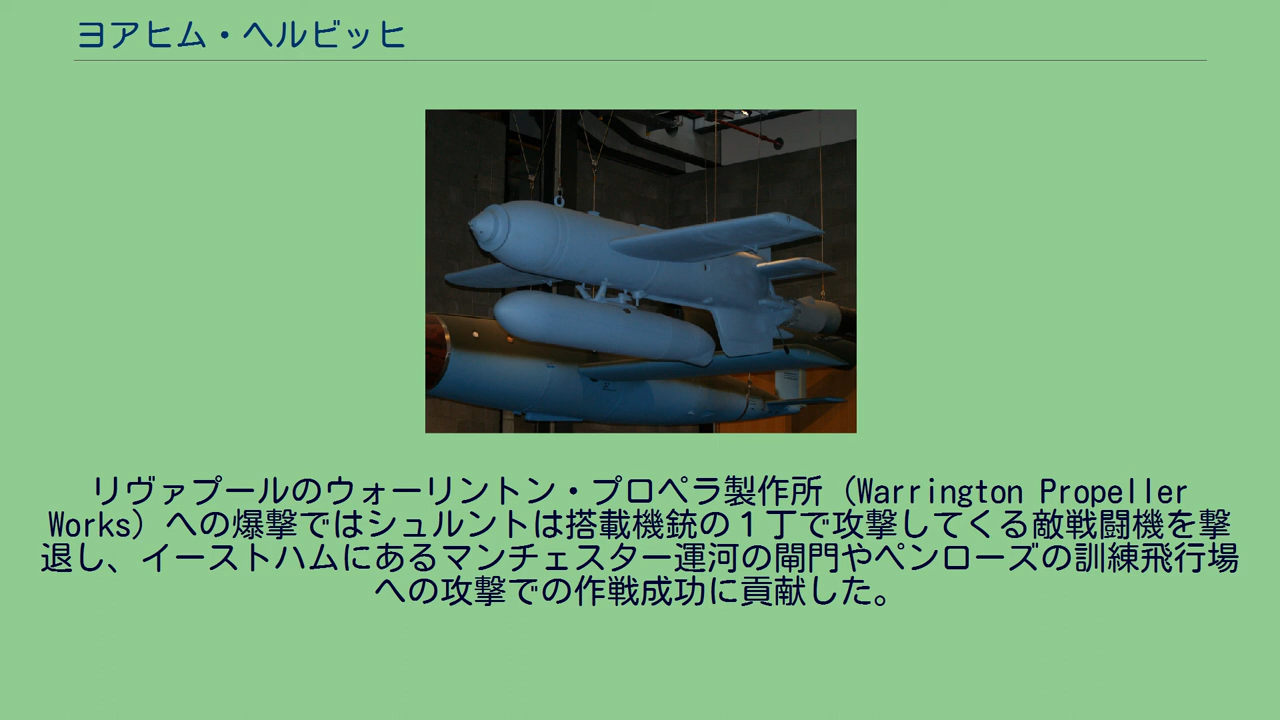 ヨアヒム・ヘルビッヒ
リヴァプールのウォーリントン・プロペラ製作所（Warrington Propeller
Works）への爆撃ではシュルントは搭載機銃の１丁で攻撃してくる敵戦闘機を撃
退し、イーストハムにあるマンチェスター運河の閘門やペンローズの訓練飛行場
への攻撃での作戦成功に貢献した。